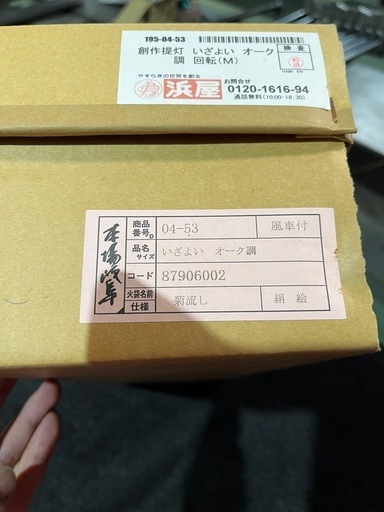 195-04-53
創作提灯 いざよい オーク
調 回転(M)
検査
HAMA-EN
やすらぎの世界を創る
浜屋
お問合せ
0120-1616-94
通話無料(10:00-18:30)
本場岐阜
商品番号D 04-53 風車付
品名サイズ いざよい オーク調
コード 87906002
火袋名前仕様 菊流し 絹 絵